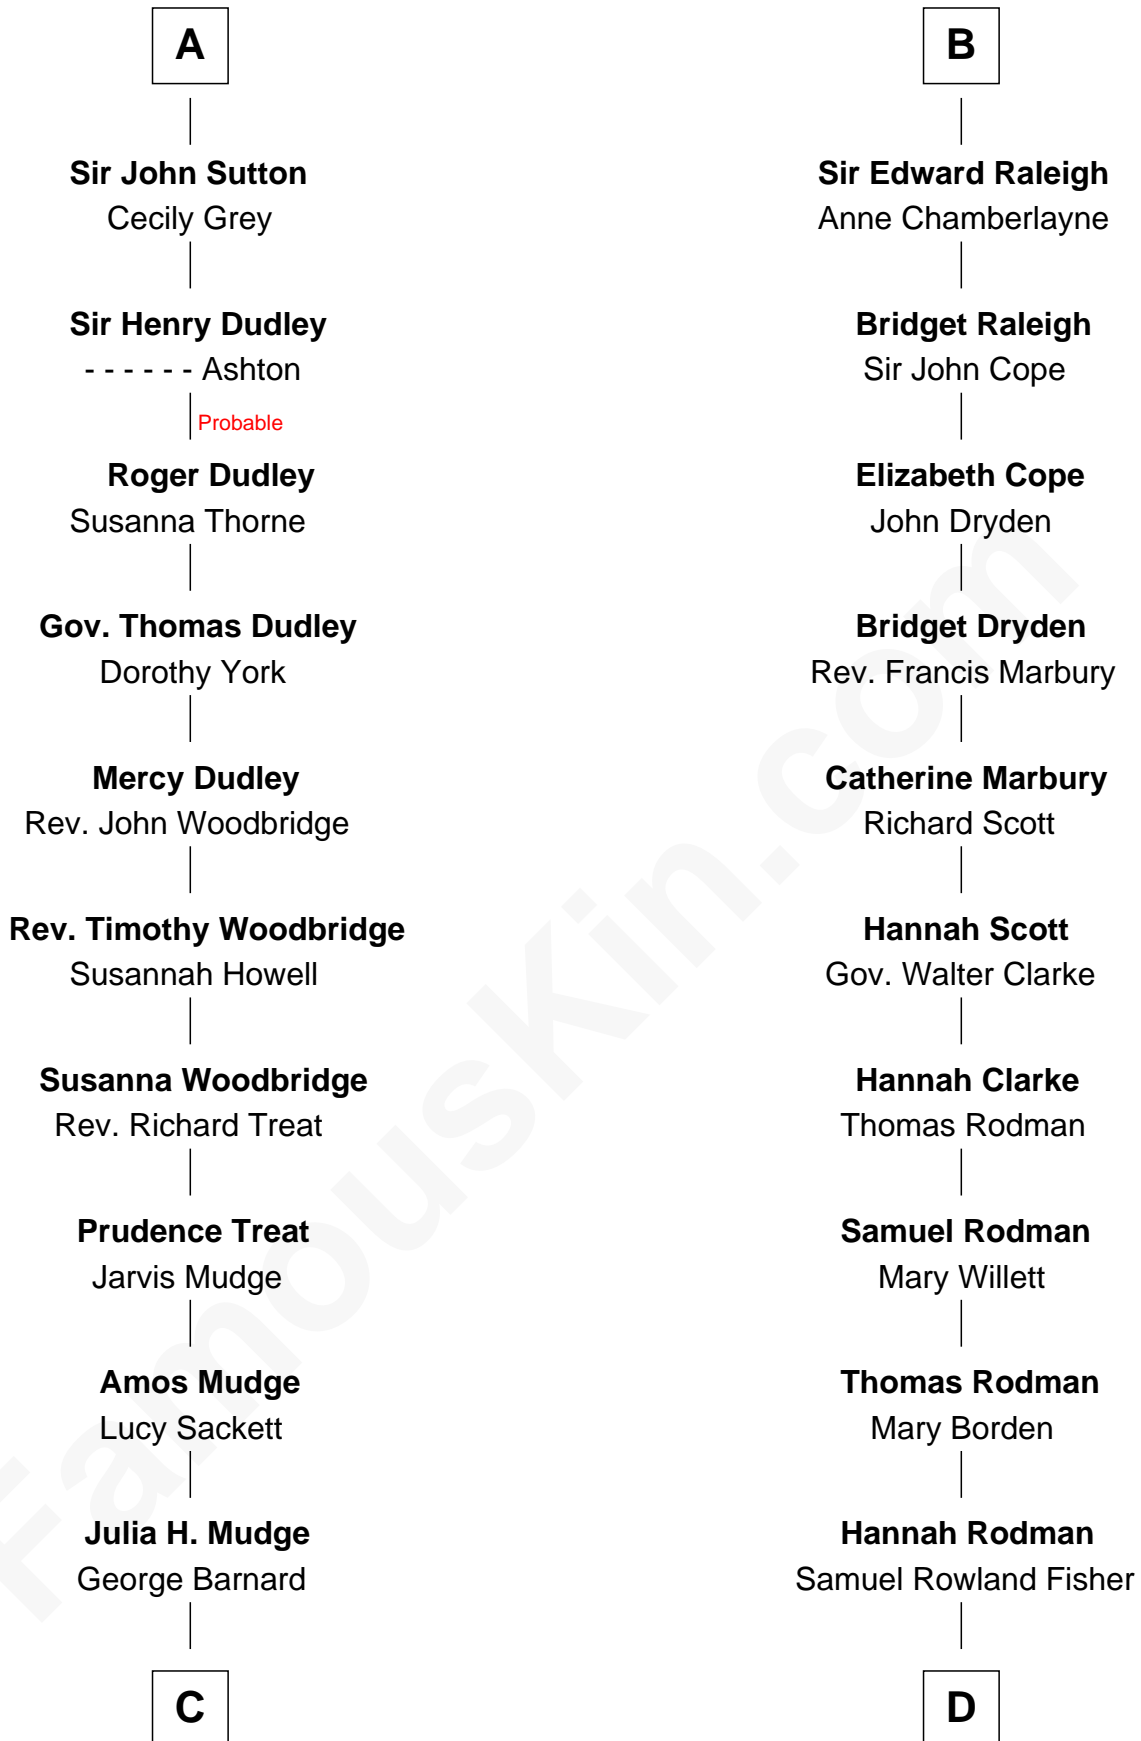 A
Sir John Sutton
Cecily Grey
Sir Henry Dudley
- - - - - - Ashton
Probable
Roger Dudley
Susanna Thorne
Gov. Thomas Dudley
Dorothy York
Mercy Dudley
Rev. John Woodbridge
Rev. Timothy Woodbridge
Susannah Howell
Susanna Woodbridge
Rev. Richard Treat
Prudence Treat
Jarvis Mudge
Amos Mudge
Lucy Sackett
Julia H. Mudge
George Barnard
C
B
Sir Edward Raleigh
Anne Chamberlayne
Bridget Raleigh
Sir John Cope
Elizabeth Cope
John Dryden
Bridget Dryden
Rev. Francis Marbury
Catherine Marbury
Richard Scott
Hannah Scott
Gov. Walter Clarke
Hannah Clarke
Thomas Rodman
Samuel Rodman
Mary Willett
Thomas Rodman
Mary Borden
Hannah Rodman
Samuel Rowland Fisher
D
FamousKin.com